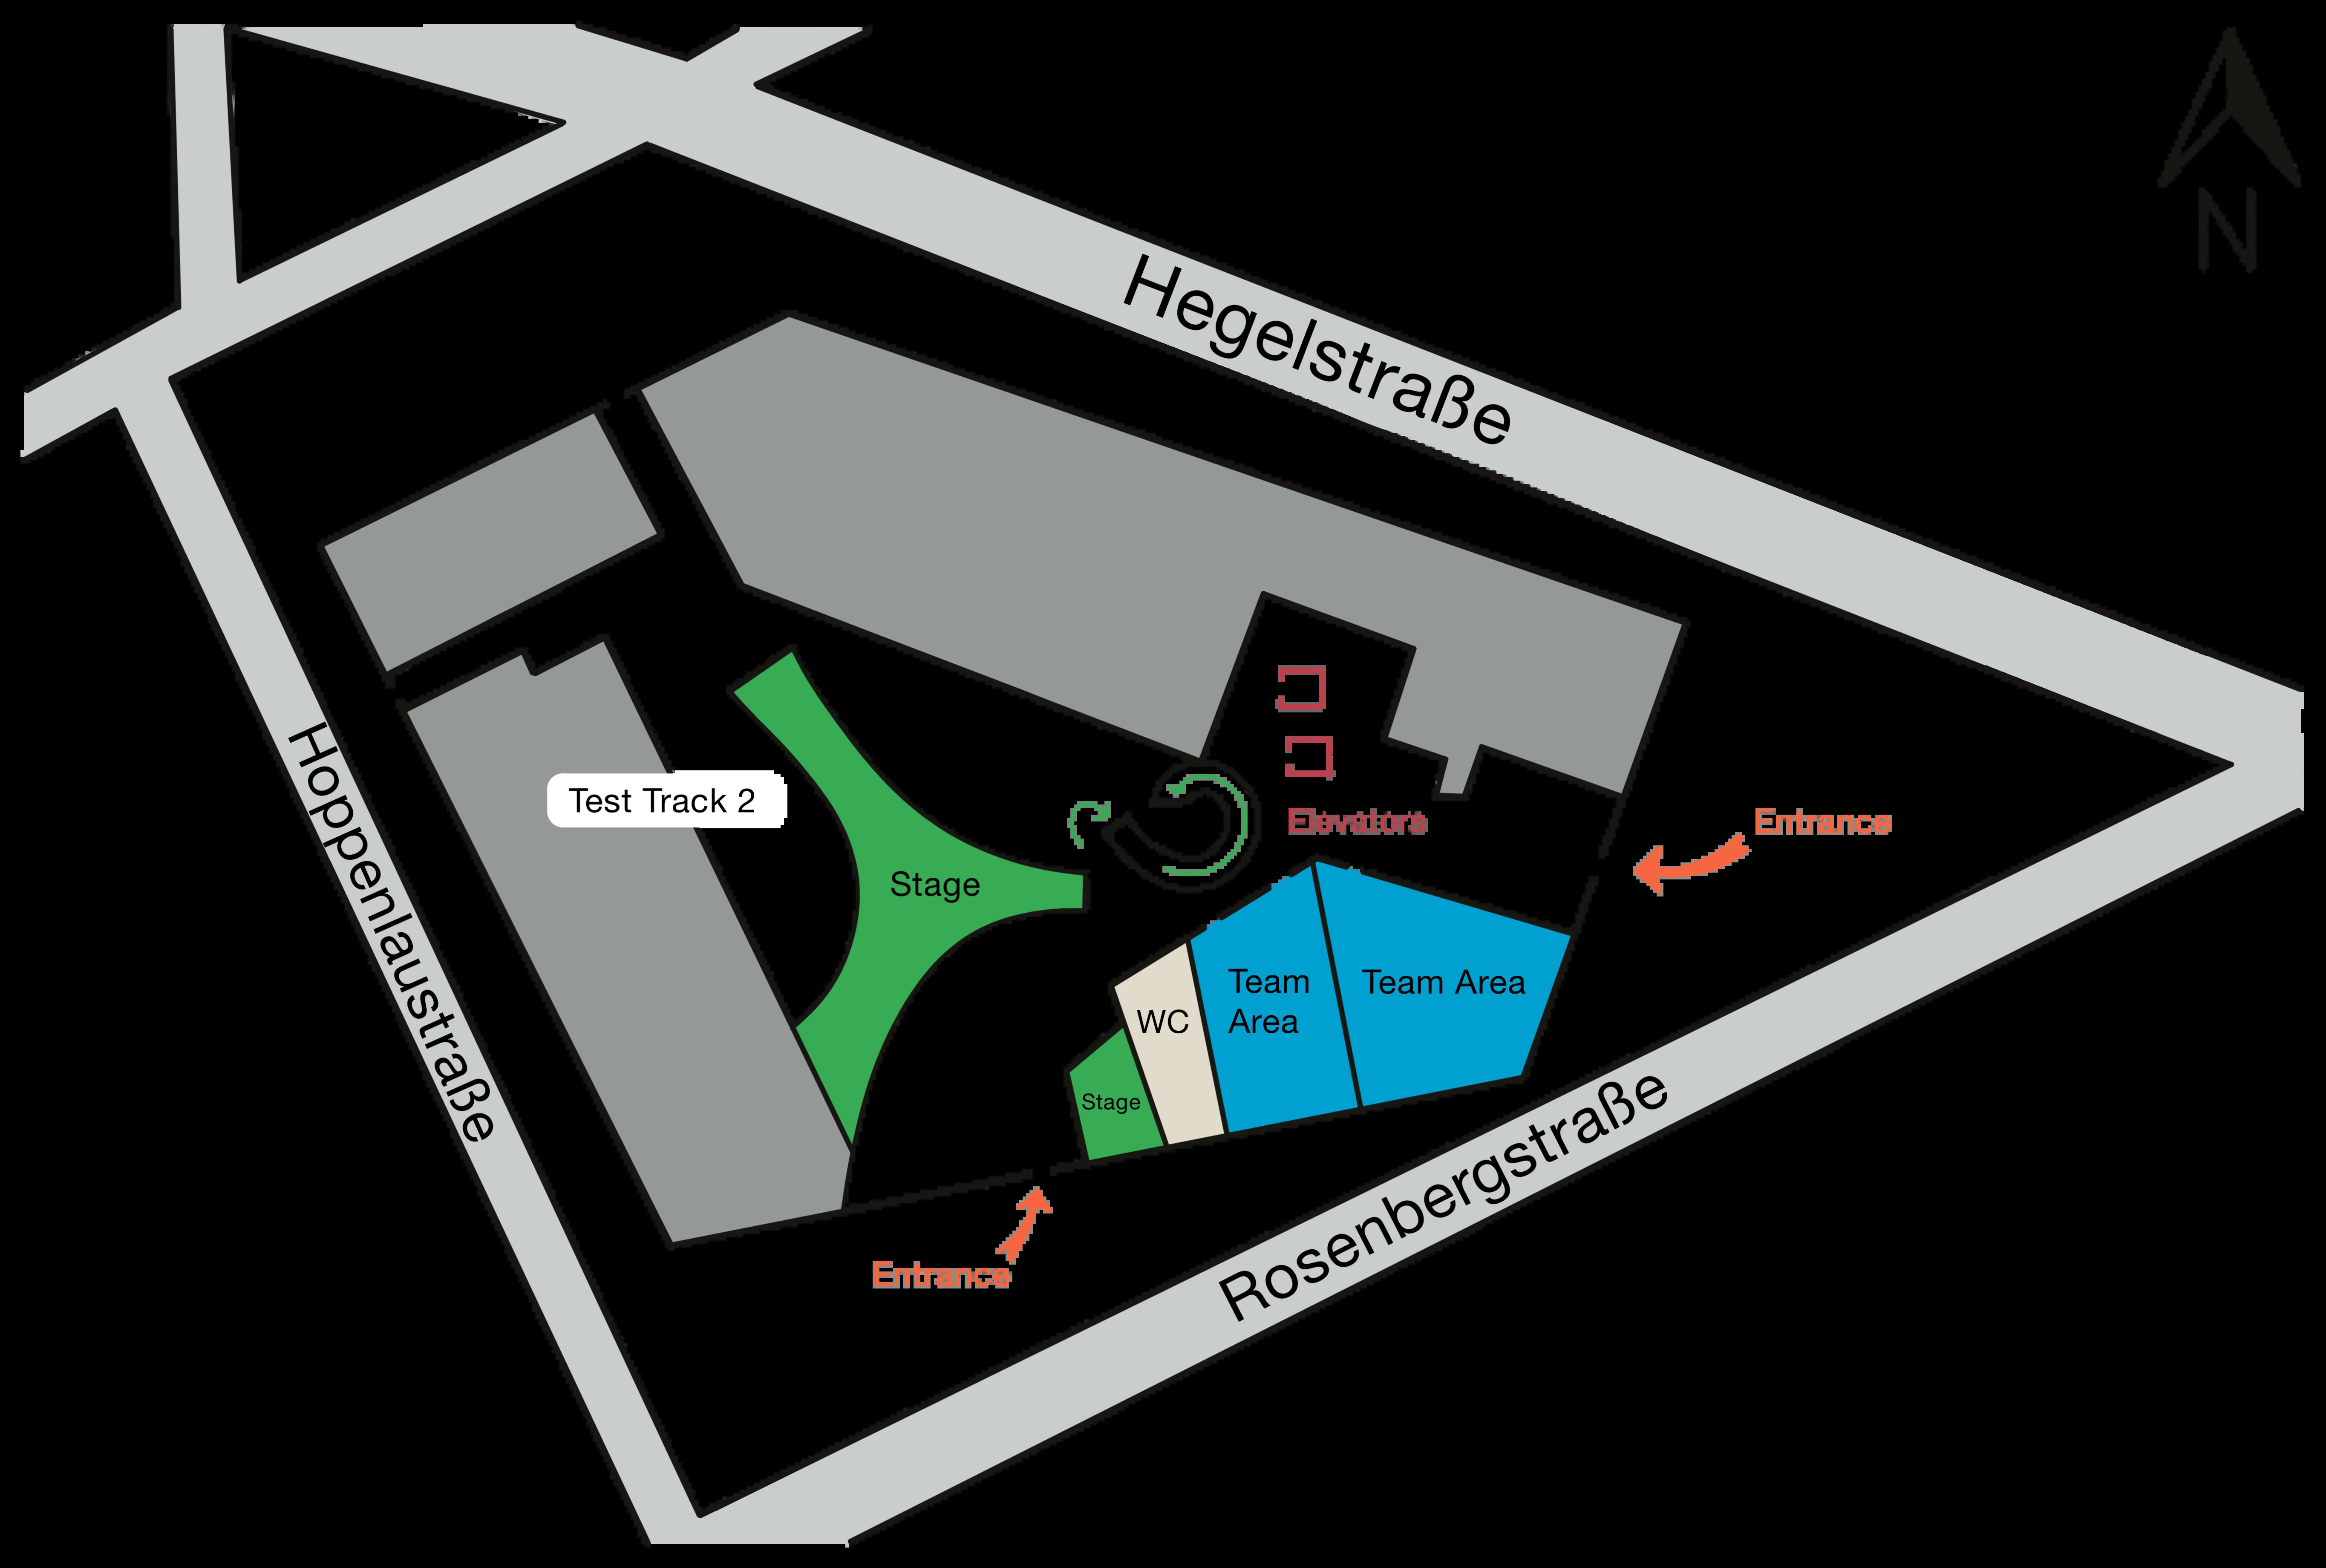 N
Hegelstraße
Hoppenlaustraße
Test Track 2
Elevators
Entrance
Stage
Team
Area
Team Area
WC
Stage
Entrance
Rosenbergstraße